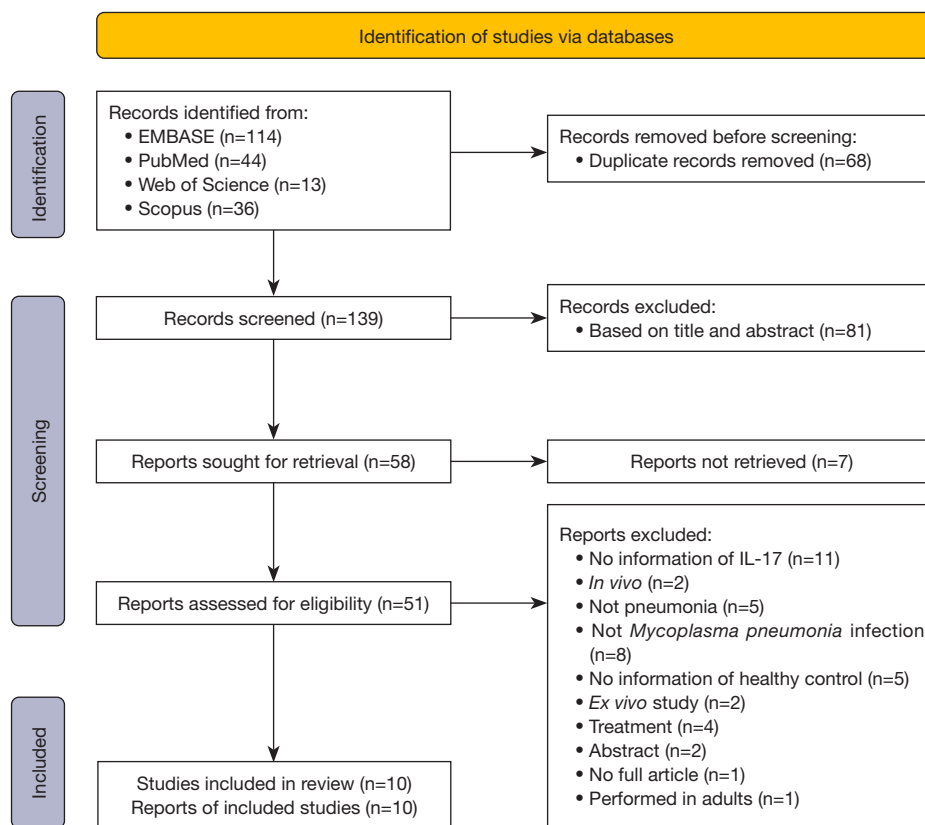 Identification of studies via databases
Identification
Records identified from:
• EMBASE (n=114)
• PubMed (n=44)
• Web of Science (n=13)
• Scopus (n=36)
Records removed before screening:
• Duplicate records removed (n=68)
Screening
Records screened (n=139)
Records excluded:
• Based on title and abstract (n=81)
Reports sought for retrieval (n=58)
Reports not retrieved (n=7)
Reports assessed for eligibility (n=51)
Reports excluded:
• No information of IL-17 (n=11)
• In vivo (n=2)
• Not pneumonia (n=5)
• Not Mycoplasma pneumonia infection
(n=8)
• No information of healthy control (n=5)
• Ex vivo study (n=2)
• Treatment (n=4)
• Abstract (n=2)
• No full article (n=1)
• Performed in adults (n=1)
Included
Studies included in review (n=10)
Reports of included studies (n=10)